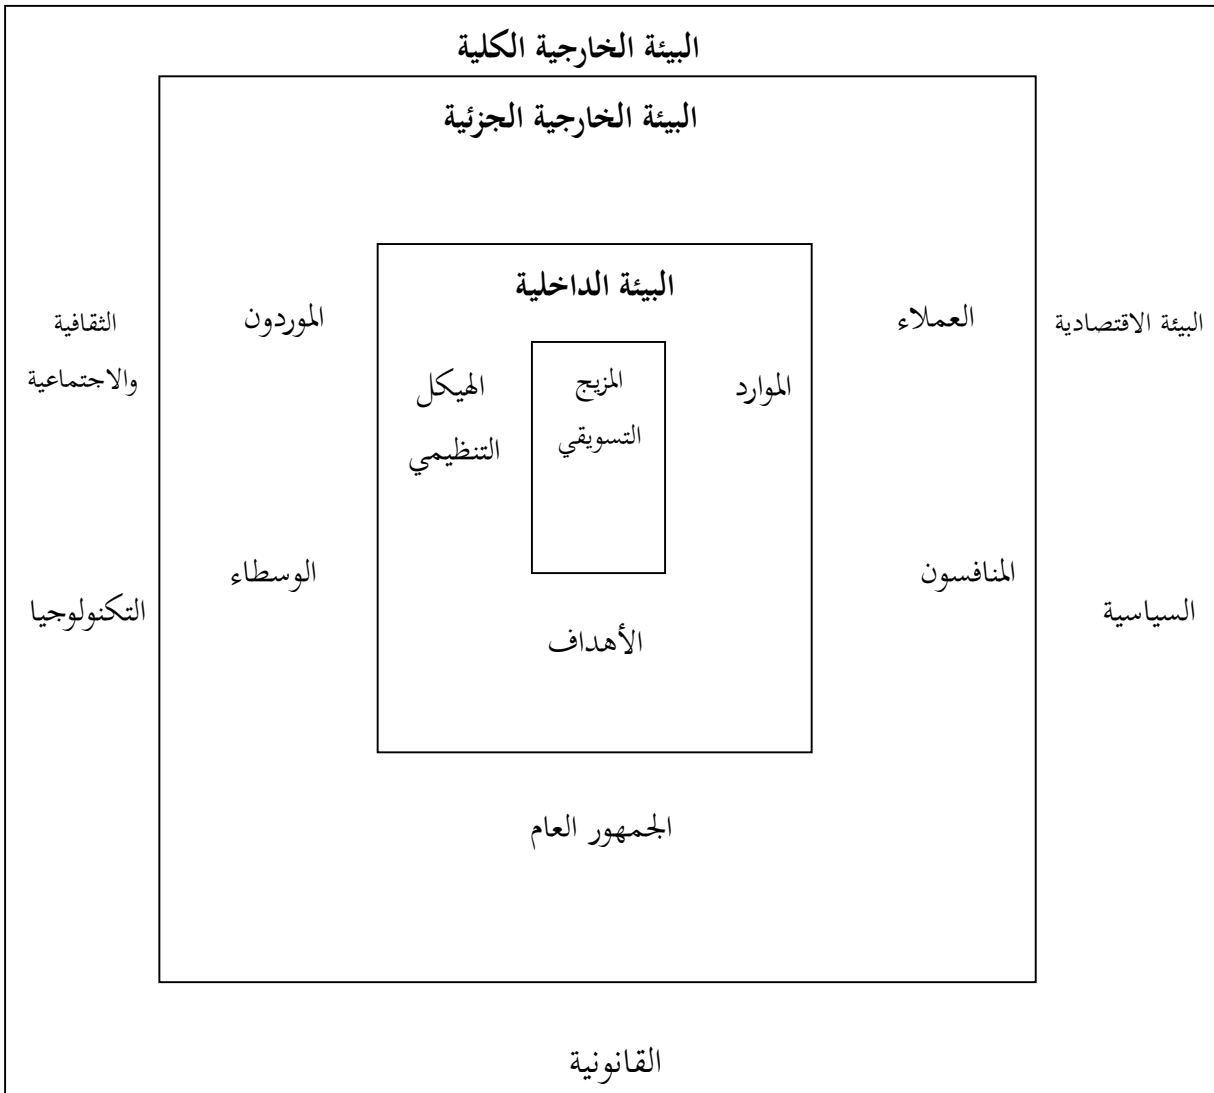 البيئة الخارجية الكلية
البيئة الخارجية الجزئية
البيئة الداخلية
البيئة الاقتصادية
العملاء
الموردون
الثقافية
والاجتماعية
الموارد
المزيج
التسويقي
الهيكل
التنظيمي
السياسية
المنافسون
الوسطاء
التكنولوجيا
الأهداف
الجمهور العام
القانونية